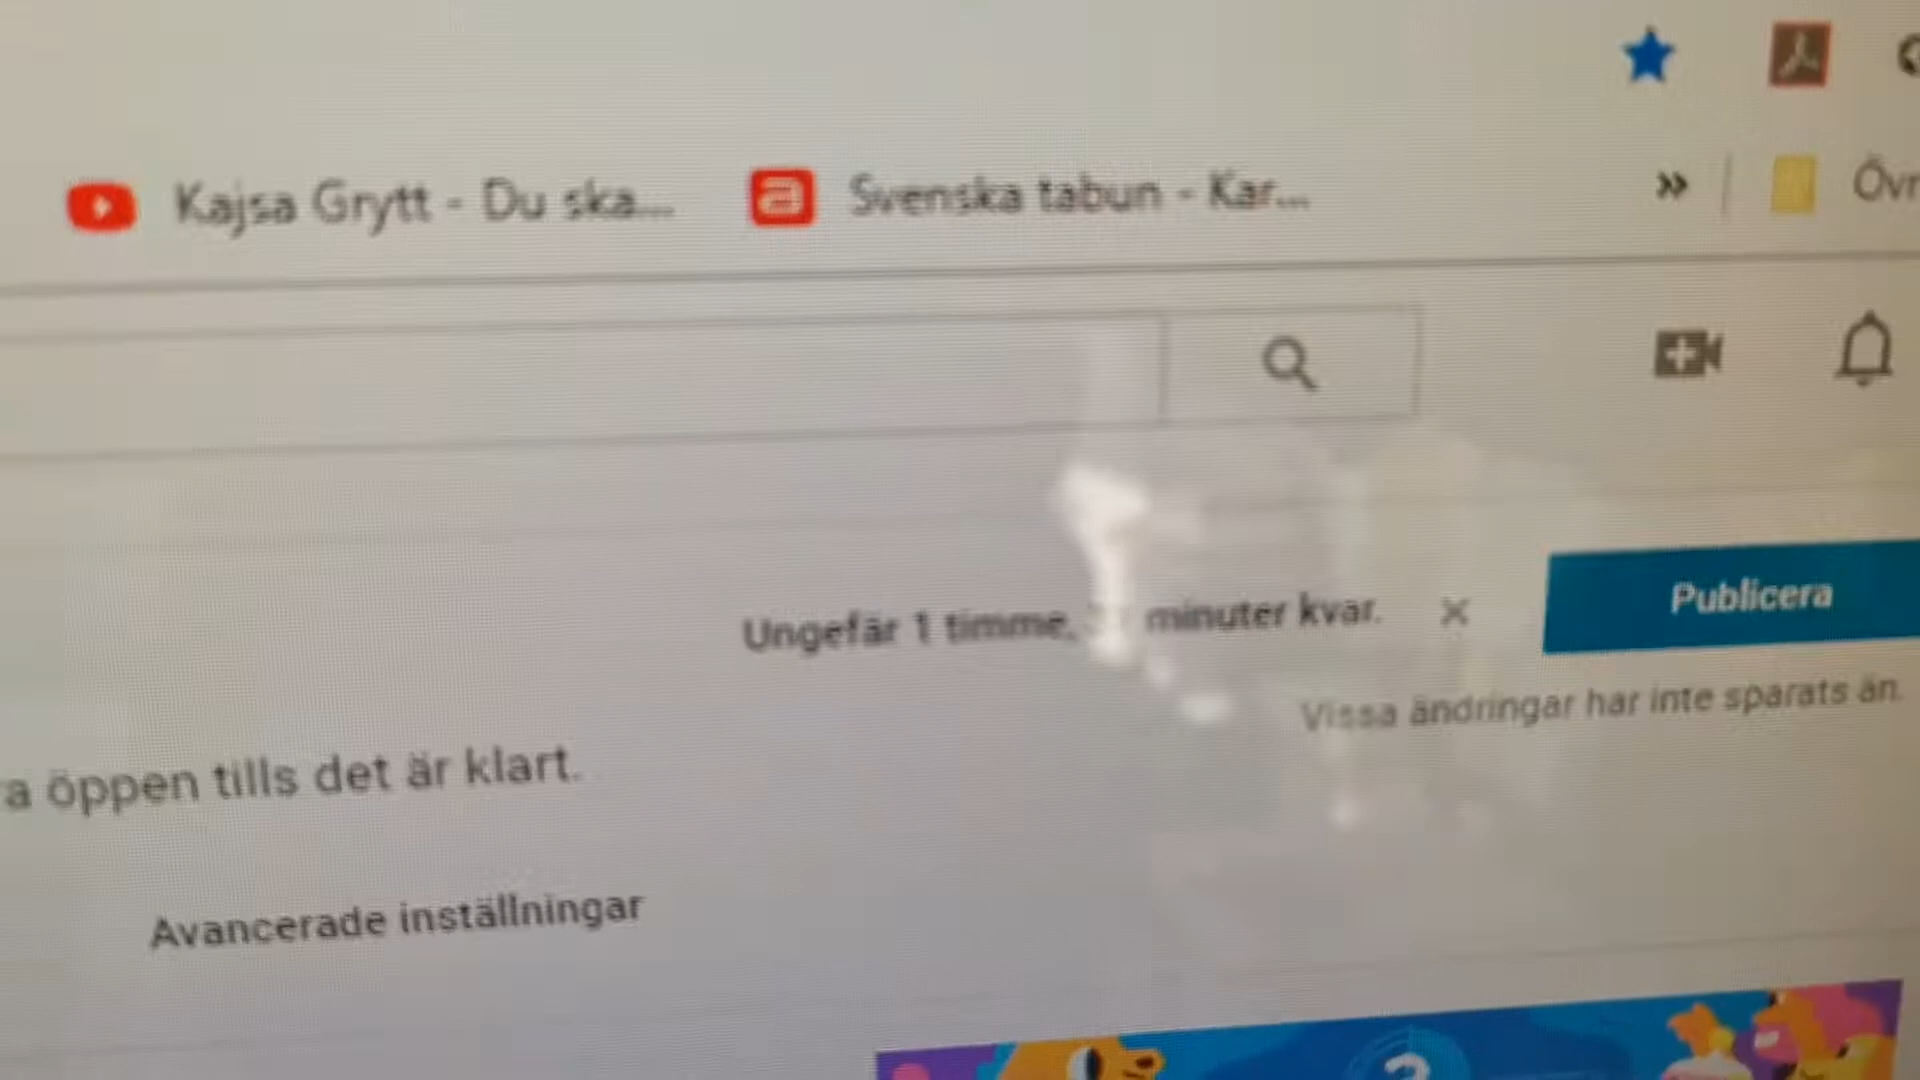 Kajsa Grytt - Du ska...
Svenska tabun - Kar...
»
Övr
Ungefär 1 timme, minuter kvar.
Publicera
Vissa ändringar har inte sparats än.
a öppen tills det är klart.
Avancerade inställningar